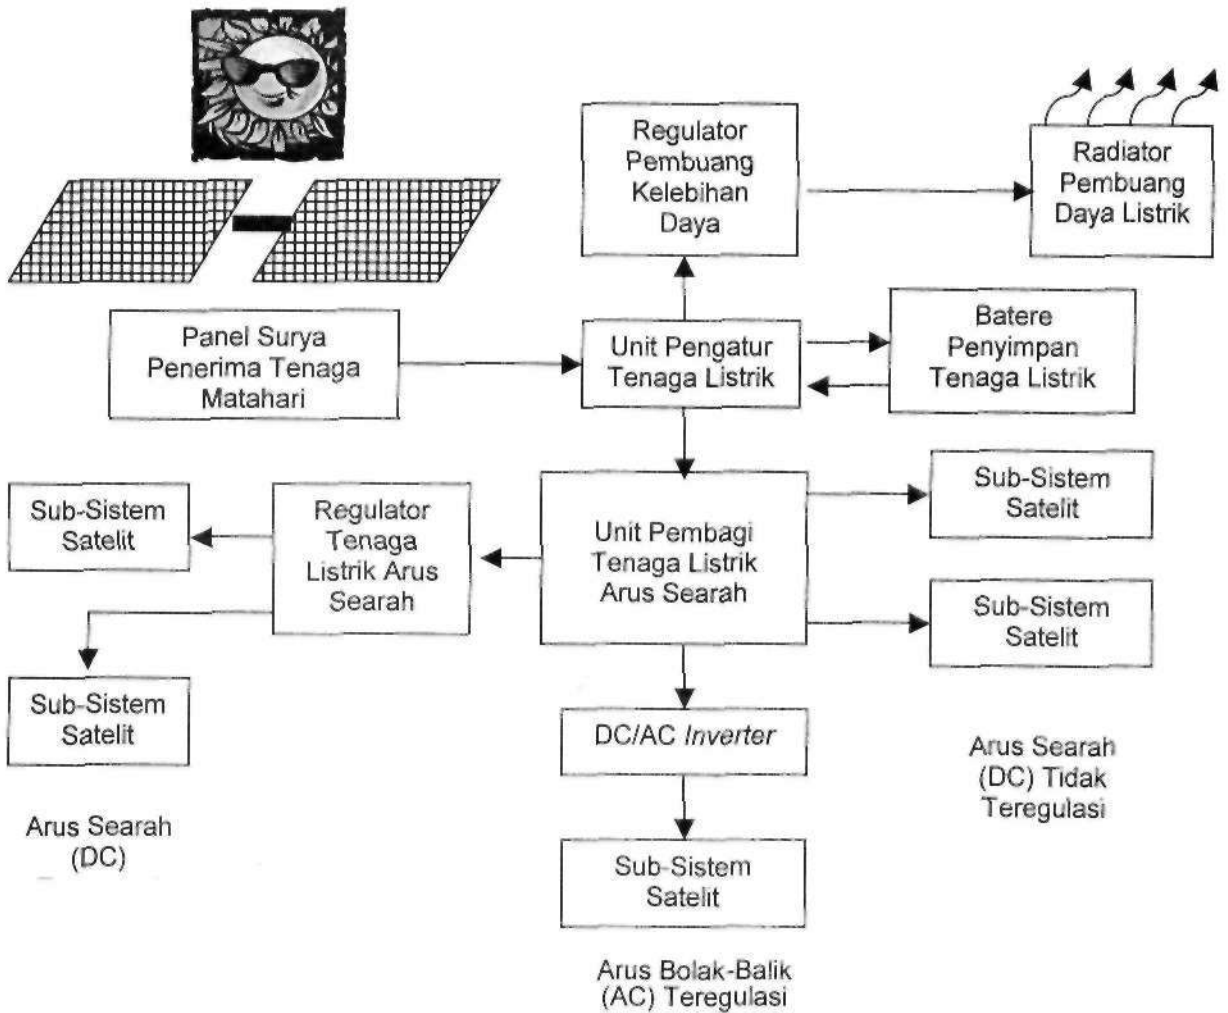 Regulator
Pembuang
Kelebihan
Daya
Radiator
Pembuang
Daya Listrik
Panel Surya
Penerima Tenaga
Matahari
Unit Pengatur
Tenaga Listrik
Batere
Penyimpan
Tenaga Listrik
Sub-Sistem
Satelit
Regulator
Tenaga
Listrik Arus
Searah
Unit Pembagi
Tenaga Listrik
Arus Searah
Sub-Sistem
Satelit
Sub-Sistem
Satelit
Sub-Sistem
Satelit
DC/AC Inverter
Arus Searah
(DC) Tidak
Teregulasi
Arus Searah
(DC)
Sub-Sistem
Satelit
Arus Bolak-Balik
(AC) Teregulasi